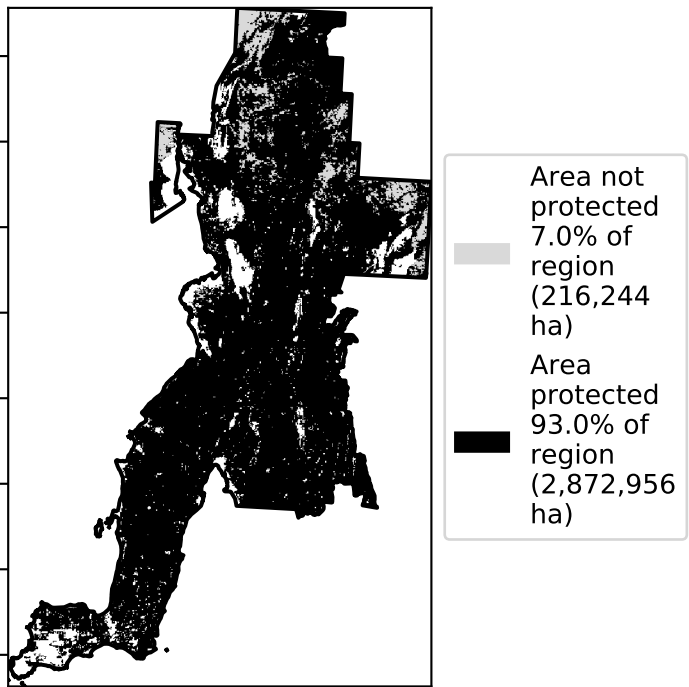 Area not
protected
7.0% of
region
(216,244
ha)
Area
protected
93.0% of
region
(2,872,956
ha)